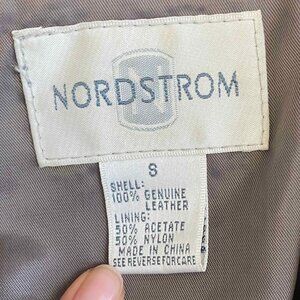 N
NORDSTROM
S
SHELL:
100% GENUINE
LEATHER
LINING:
50% ACETATE
50% NYLON
MADE IN CHINA
SEE REVERSE FOR CARE